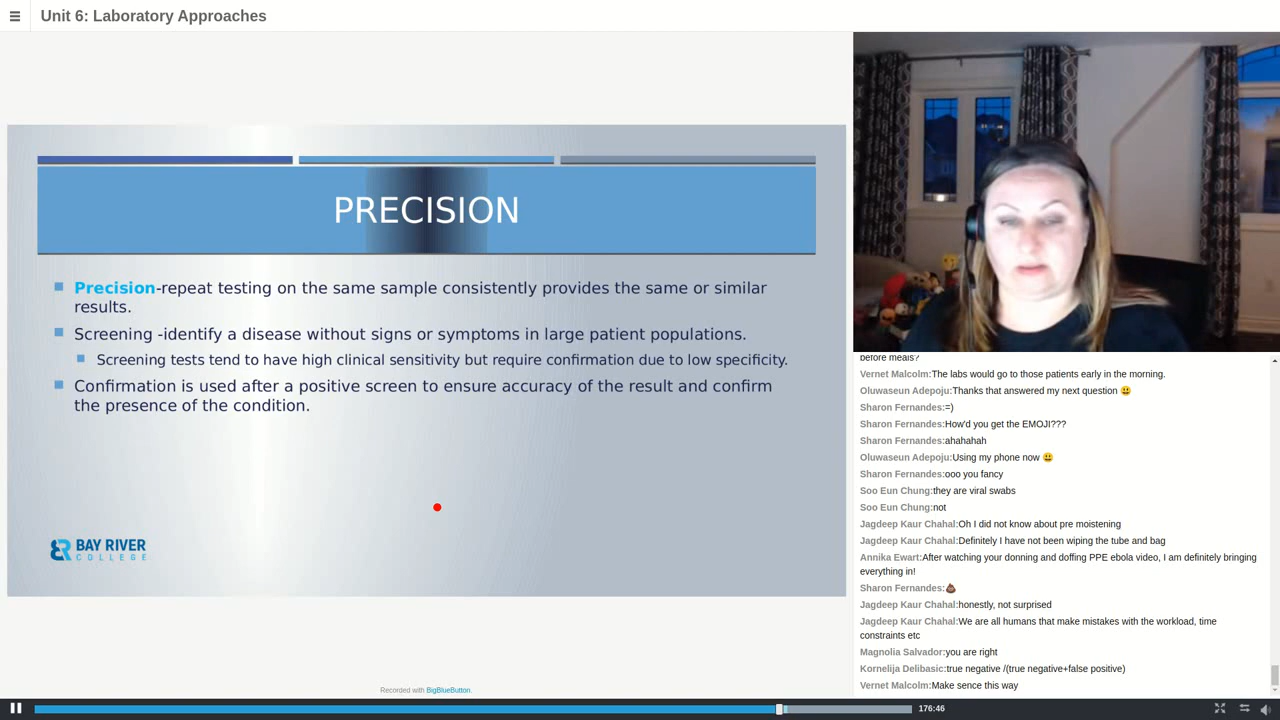 Unit 6: Laboratory Approaches
PRECISION
Precision-repeat testing on the same sample consistently provides the same or similar
results.
Screening -identify a disease without signs or symptoms in large patient populations.
Screening tests tend to have high clinical sensitivity but require confirmation due to low specificity.
Confirmation is used after a positive screen to ensure accuracy of the result and confirm
the presence of the condition.
BAY RIVER
COLLEGE
before meals?
Vernet Malcolm:The labs would go to those patients early in the morning.
Oluwaseun Adepoju:Thanks that answered my next question 😃
Sharon Fernandes:=)
Sharon Fernandes:How'd you get the EMOJI???
Sharon Fernandes:ahahahah
Oluwaseun Adepoju:Using my phone now 😃
Sharon Fernandes:ooo you fancy
Soo Eun Chung:they are viral swabs
Soo Eun Chung:not
Jagdeep Kaur Chahal:Oh I did not know about pre moistening
Jagdeep Kaur Chahal:Definitely I have not been wiping the tube and bag
Annika Ewart:After watching your donning and doffing PPE ebola video, I am definitely bringing
everything in!
Sharon Fernandes:💩
Jagdeep Kaur Chahal:honestly, not surprised
Jagdeep Kaur Chahal:We are all humans that make mistakes with the workload, time
constraints etc
Magnolia Salvador:you are right
Kornelija Delibasic:true negative /(true negative+false positive)
Vernet Malcolm:Make sence this way
Recorded with BigBlueButton.
176:46